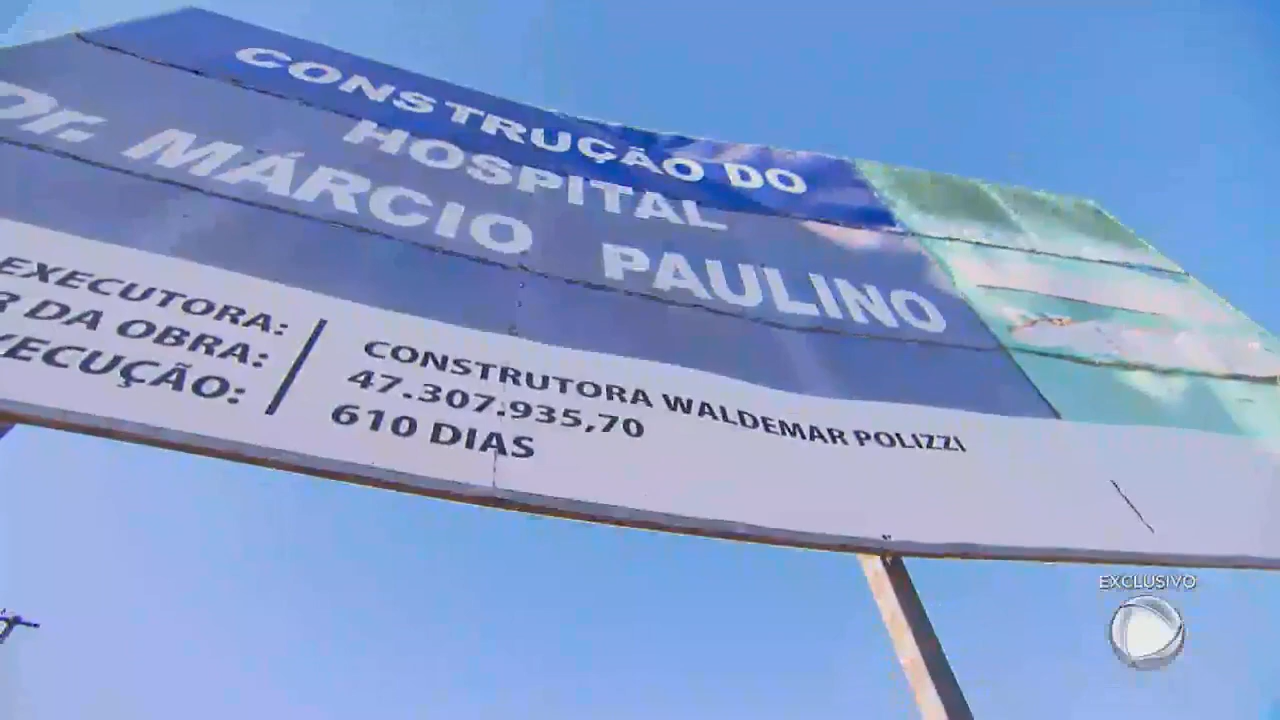 CONSTRUÇÃO DO
HOSPITAL
Dr. MÁRCIO PAULINO
EXECUTORA: CONSTRUTORA WALDEMAR POLIZZI
DA OBRA: 47.307.935,70
610 DIAS
EXCLUSIVO